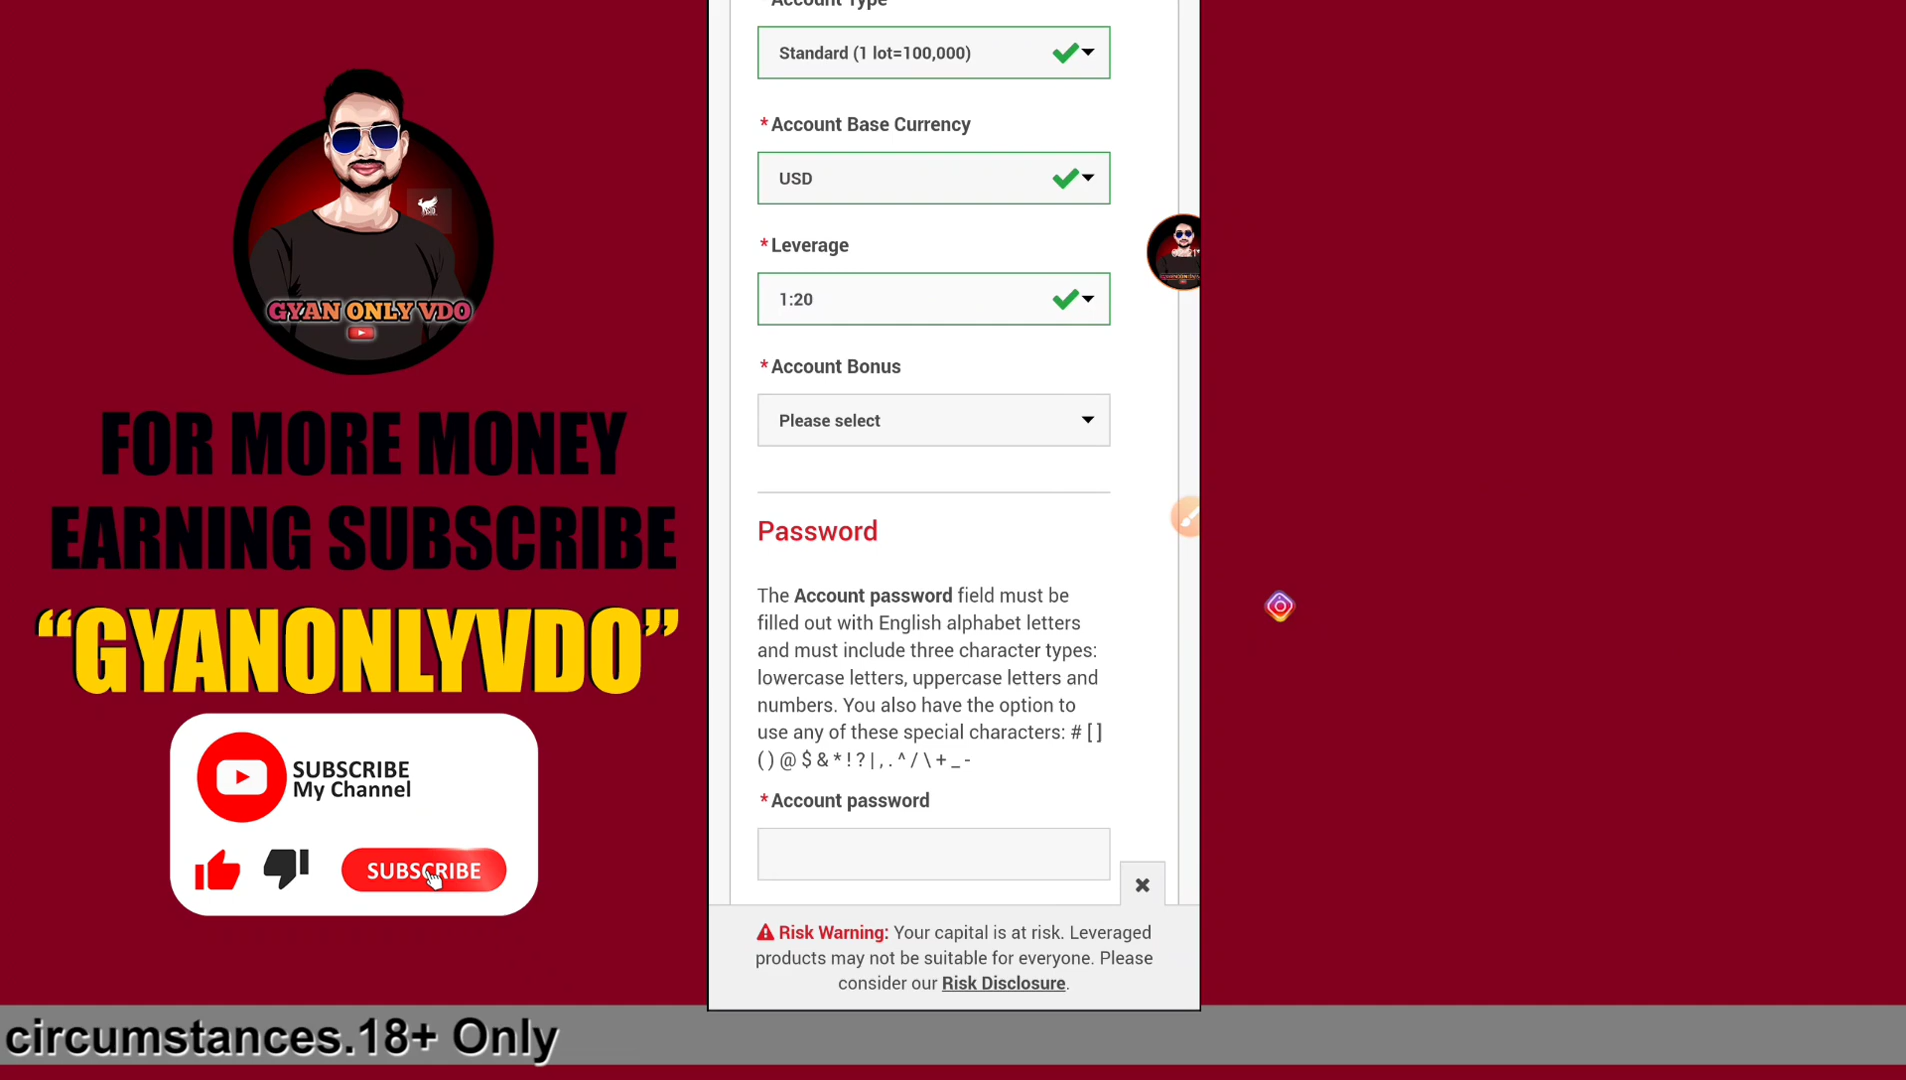 GYAN ONLY VDO
FOR MORE MONEY
EARNING SUBSCRIBE
“GYANONLYVDO”
SUBSCRIBE
My Channel
SUBSCRIBE
*Account Type
Standard (1 lot=100,000)
*Account Base Currency
USD
*Leverage
1:20
*Account Bonus
Please select
Password
The Account password field must be
filled out with English alphabet letters
and must include three character types:
lowercase letters, uppercase letters and
numbers. You also have the option to
use any of these special characters: # [ ]
( ) @ $ & * ! ? | , . ^ / \ + _ -
*Account password
Risk Warning: Your capital is at risk. Leveraged
products may not be suitable for everyone. Please
consider our Risk Disclosure.
circumstances.18+ Only